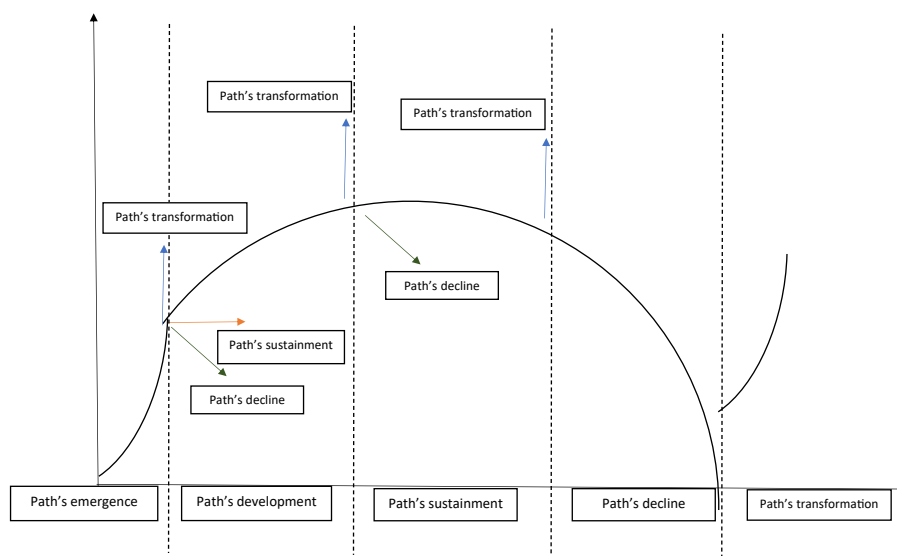 Path's transformation
Path's transformation
Path's transformation
Path's decline
Path's sustainment
Path's decline
Path's emergence
Path's development
Path's sustainment
Path's decline
Path's transformation